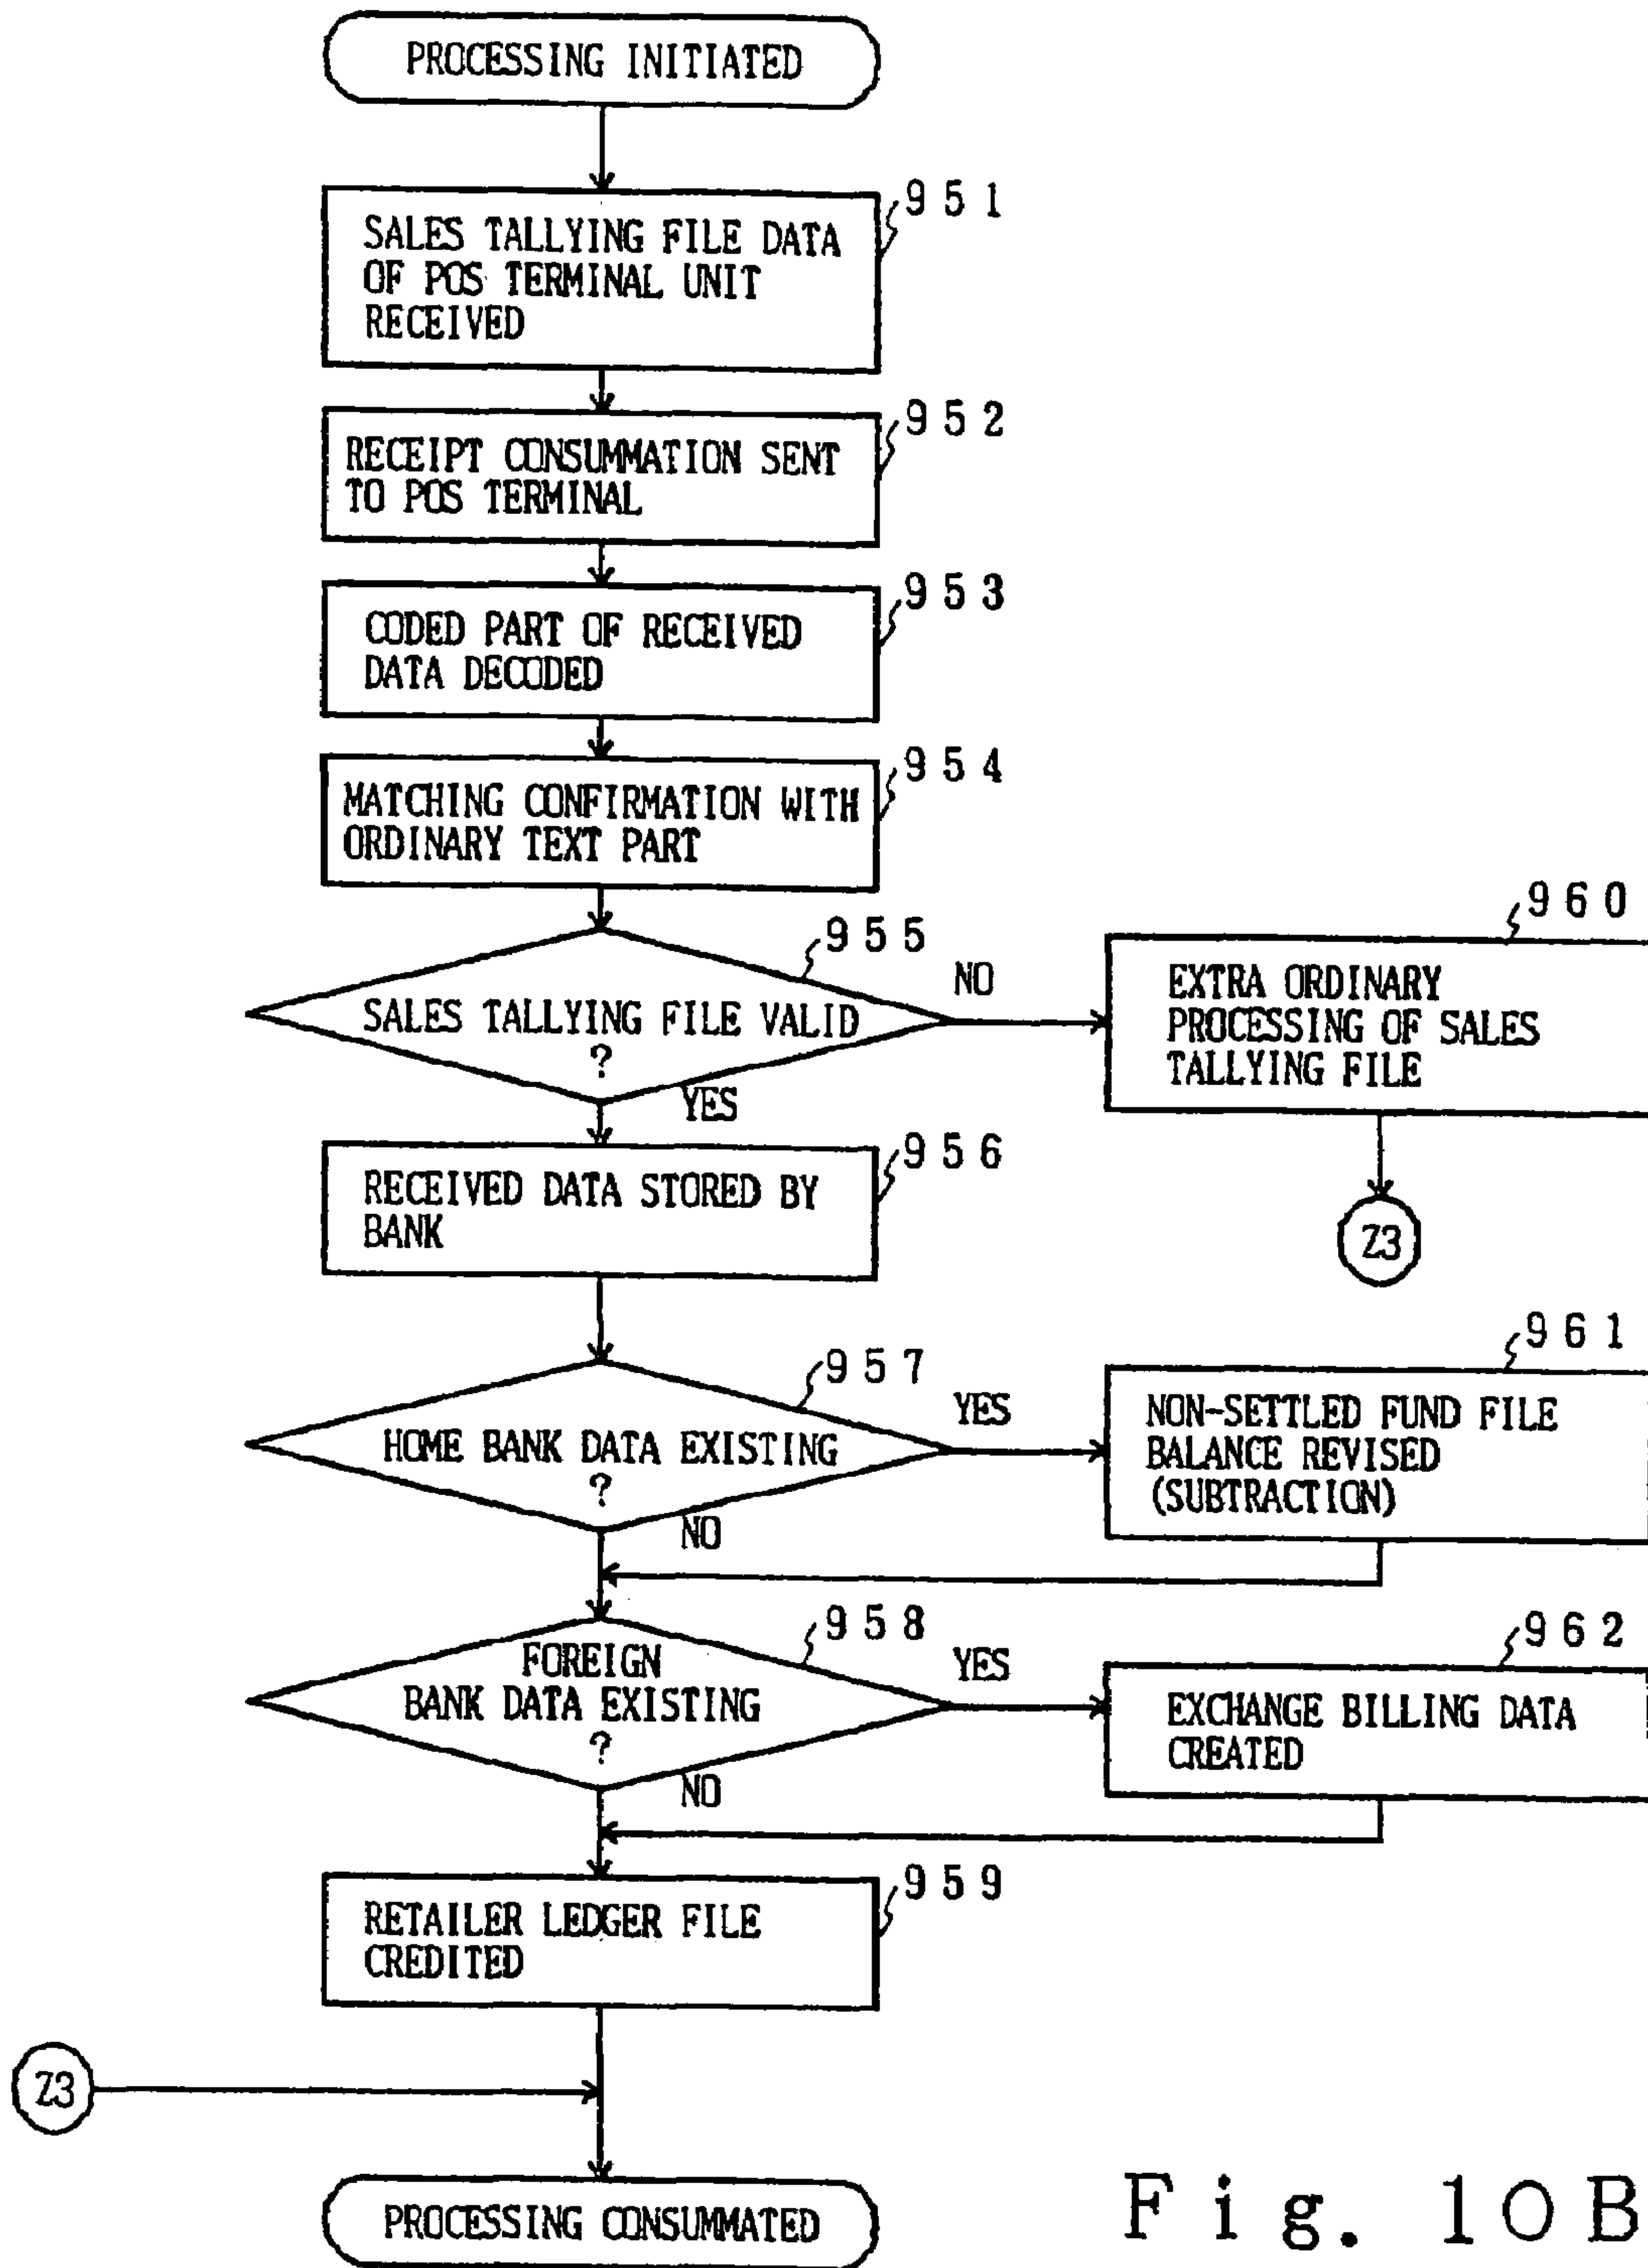 PROCESSING INITIATED
951
SALES TALLYING FILE DATA
OF POS TERMINAL UNIT
RECEIVED
952
RECEIPT CONSUMMATION SENT
TO POS TERMINAL
953
CODED PART OF RECEIVED
DATA DECODED
954
MATCHING CONFIRMATION WITH
ORDINARY TEXT PART
955
SALES TALLYING FILE VALID
?
NO
YES
960
EXTRA ORDINARY
PROCESSING OF SALES
TALLYING FILE
Z3
956
RECEIVED DATA STORED BY
BANK
957
HOME BANK DATA EXISTING
?
YES
NO
961
NON-SETTLED FUND FILE
BALANCE REVISED
(SUBTRACTION)
958
FOREIGN
BANK DATA EXISTING
?
YES
NO
962
EXCHANGE BILLING DATA
CREATED
959
RETAILER LEDGER FILE
CREDITED
Z3
PROCESSING CONSUMMATED
Fig. 10B